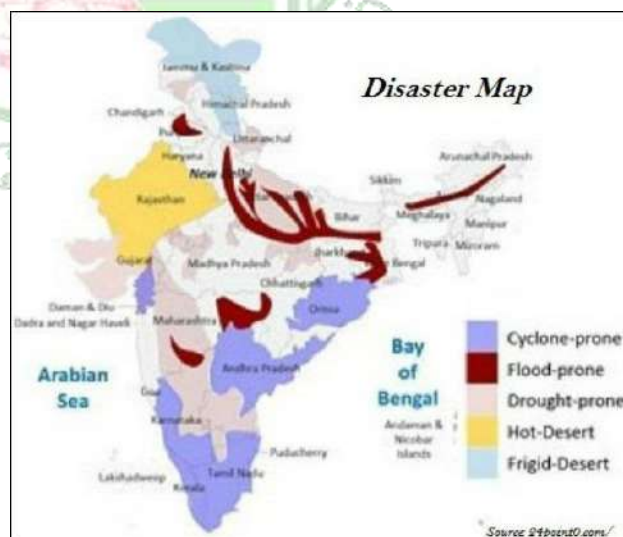 Disaster Map
Jammu & Kashmir
Himachal Pradesh
Chandigarh
Uttaranchal
Haryana
New Delhi
Arunachal Pradesh
Sikkim
Nagaland
Rajasthan
Bihar
Meghalaya
Manipur
Tripura
Mizoram
Gujarat
Madhya Pradesh
Bengal
Chhattisgarh
Daman & Diu
Dadra and Nagar Haveli
Maharashtra
Orissa
Arabian
Sea
Andhra Pradesh
Goa
Karnataka
Bay
of
Bengal
Andaman &
Nicobar
Islands
Puducherry
Lakshadweep
Kerala
Tamil Nadu
Cyclone-prone
Flood-prone
Drought-prone
Hot-Desert
Frigid-Desert
Source: 24point0.com/